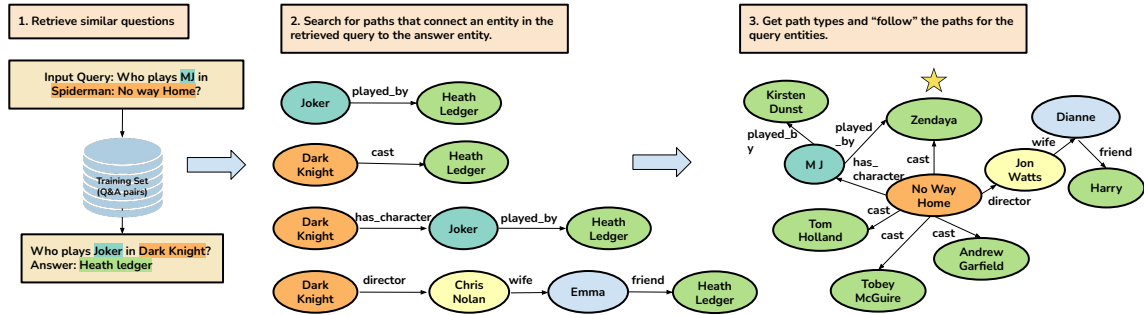 1. Retrieve similar questions
Input Query: Who plays MJ in
Spiderman: No way Home?
Training Set
(Q&A pairs)
Who plays Joker in Dark Knight?
Answer: Heath ledger
2. Search for paths that connect an entity in the
retrieved query to the answer entity.
Joker
played_by
Heath
Ledger
Dark
Knight
cast
Heath
Ledger
Dark
Knight
has_character
Joker
played_by
Heath
Ledger
Dark
Knight
director
Chris
Nolan
wife
Emma
friend
Heath
Ledger
3. Get path types and “follow” the paths for the
query entities.
Kirsten
Dunst
Zendaya
Dianne
played_b
y
played
_by
wife
friend
M J
has_
character
cast
Jon
Watts
Harry
No Way
Home
director
Tom
Holland
cast
cast
cast
Andrew
Garfield
Tobey
McGuire